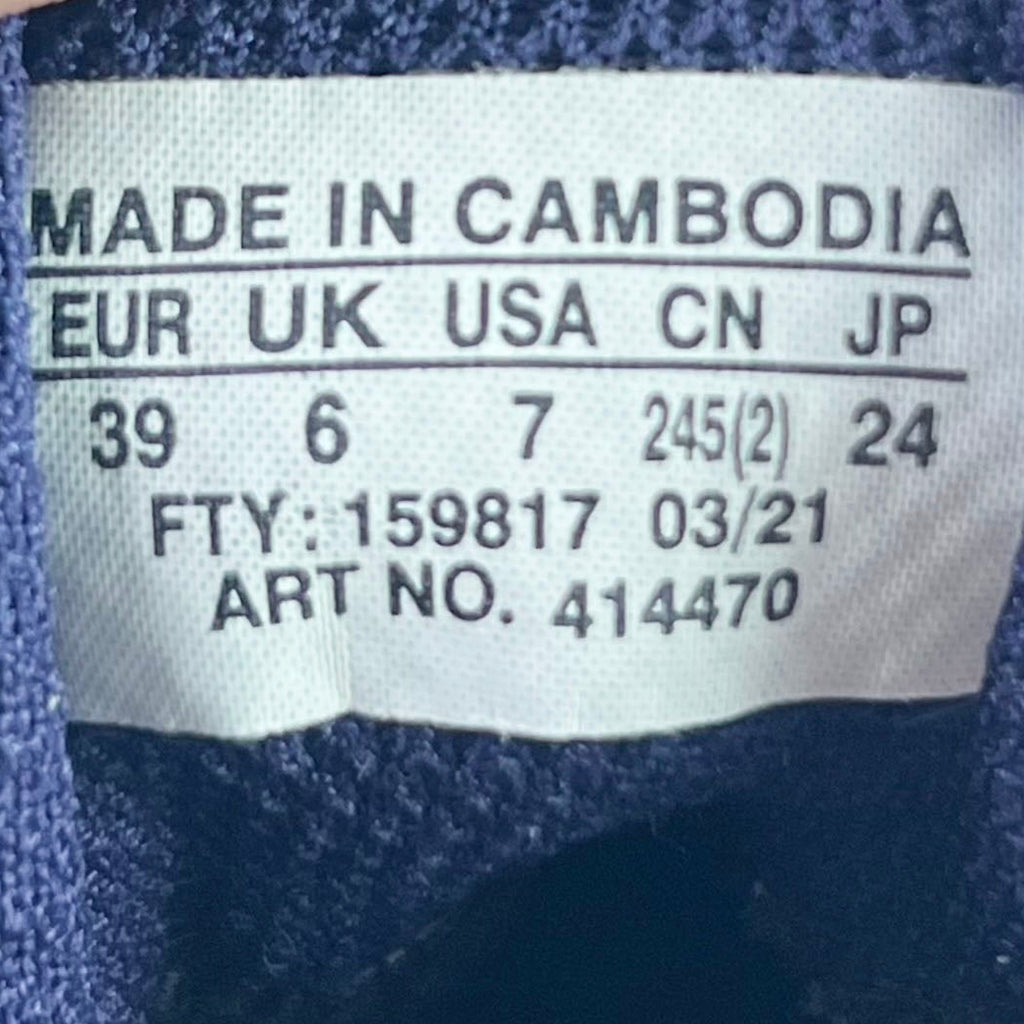 MADE IN CAMBODIA
EUR UK USA CN JP
39 6 7 245(2) 24
FTY: 159817 03/21
ART NO. 414470